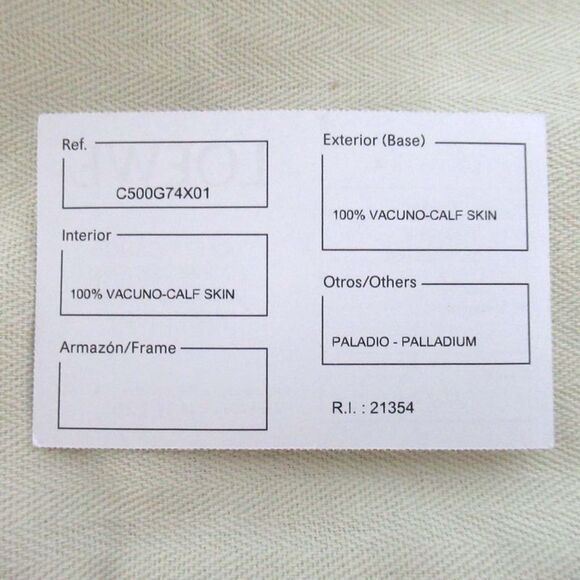 Ref.
C500G74X01
Interior
100% VACUNO-CALF SKIN
Armazón/Frame
Exterior (Base)
100% VACUNO-CALF SKIN
Otros/Others
PALADIO - PALLADIUM
R.I. : 21354
LOEWE